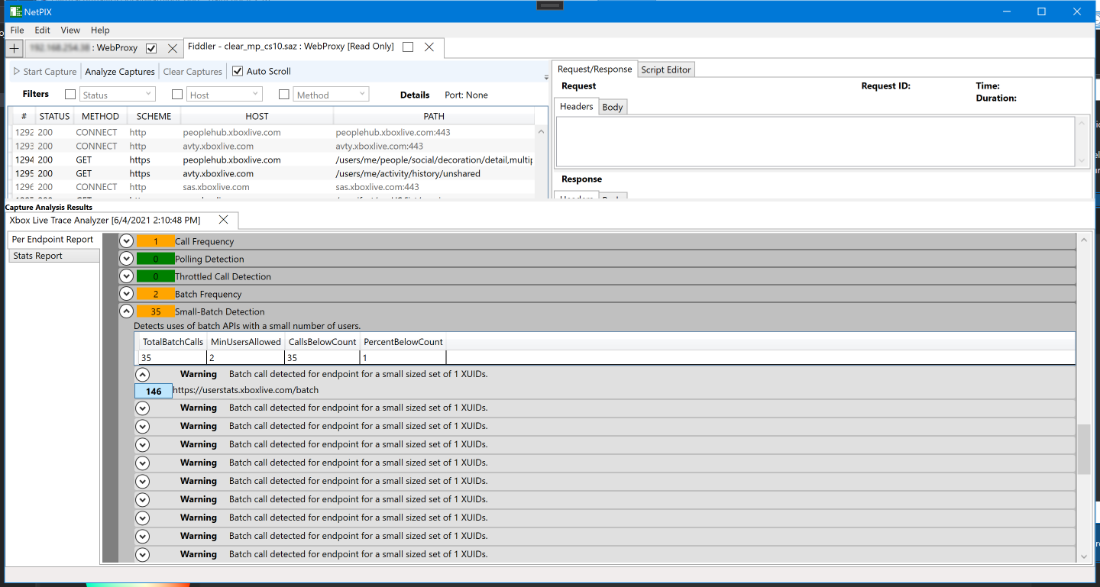 NetPIX
File Edit View Help
: WebProxy
Fiddler - clear_mp_cs10.saz : WebProxy [Read Only]
Start Capture Analyze Captures Clear Captures Auto Scroll
Filters Status Host Method Details Port: None
# STATUS METHOD SCHEME HOST PATH
1292 200 CONNECT http peoplehub.xboxlive.com peoplehub.xboxlive.com:443
1293 200 CONNECT http avty.xboxlive.com avty.xboxlive.com:443
1294 200 GET https peoplehub.xboxlive.com /users/me/people/social/decoration/detail,multip
1295 200 GET https avty.xboxlive.com /users/me/activity/history/unshared
1296 200 CONNECT http sas.xboxlive.com sas.xboxlive.com:443
Request/Response Script Editor
Request Request ID: Time:
Duration:
Headers Body
Response
Capture Analysis Results
Xbox Live Trace Analyzer [6/4/2021 2:10:48 PM]
Per Endpoint Report
Stats Report
1 Call Frequency
0 Polling Detection
0 Throttled Call Detection
2 Batch Frequency
35 Small-Batch Detection
Detects uses of batch APIs with a small number of users.
TotalBatchCalls MinUsersAllowed CallsBelowCount PercentBelowCount
35 2 35 1
Warning Batch call detected for endpoint for a small sized set of 1 XUIDs.
146 https://userstats.xboxlive.com/batch
Warning Batch call detected for endpoint for a small sized set of 1 XUIDs.
Warning Batch call detected for endpoint for a small sized set of 1 XUIDs.
Warning Batch call detected for endpoint for a small sized set of 1 XUIDs.
Warning Batch call detected for endpoint for a small sized set of 1 XUIDs.
Warning Batch call detected for endpoint for a small sized set of 1 XUIDs.
Warning Batch call detected for endpoint for a small sized set of 1 XUIDs.
Warning Batch call detected for endpoint for a small sized set of 1 XUIDs.
Warning Batch call detected for endpoint for a small sized set of 1 XUIDs.
Warning Batch call detected for endpoint for a small sized set of 1 XUIDs.